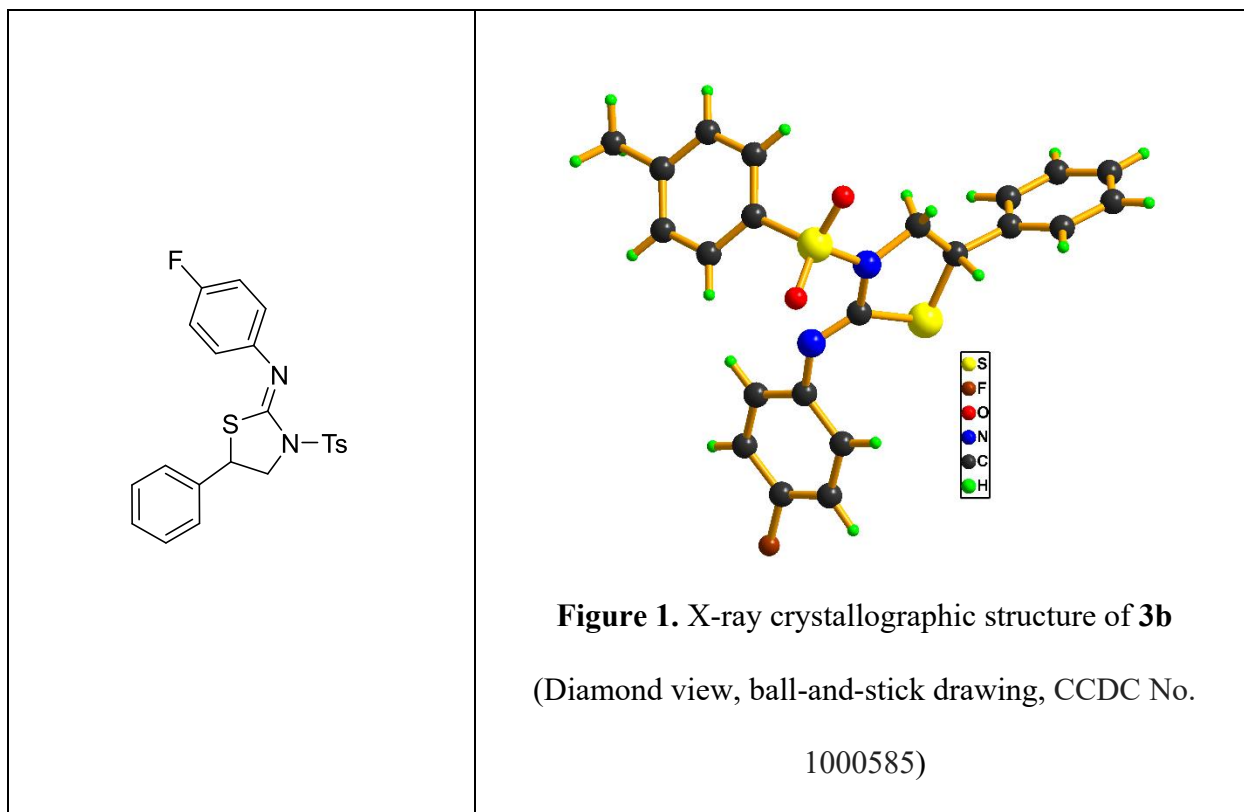 F
N
S
N
Ts
S
F
O
N
C
H
Figure 1. X-ray crystallographic structure of 3b
(Diamond view, ball-and-stick drawing, CCDC No.
1000585)